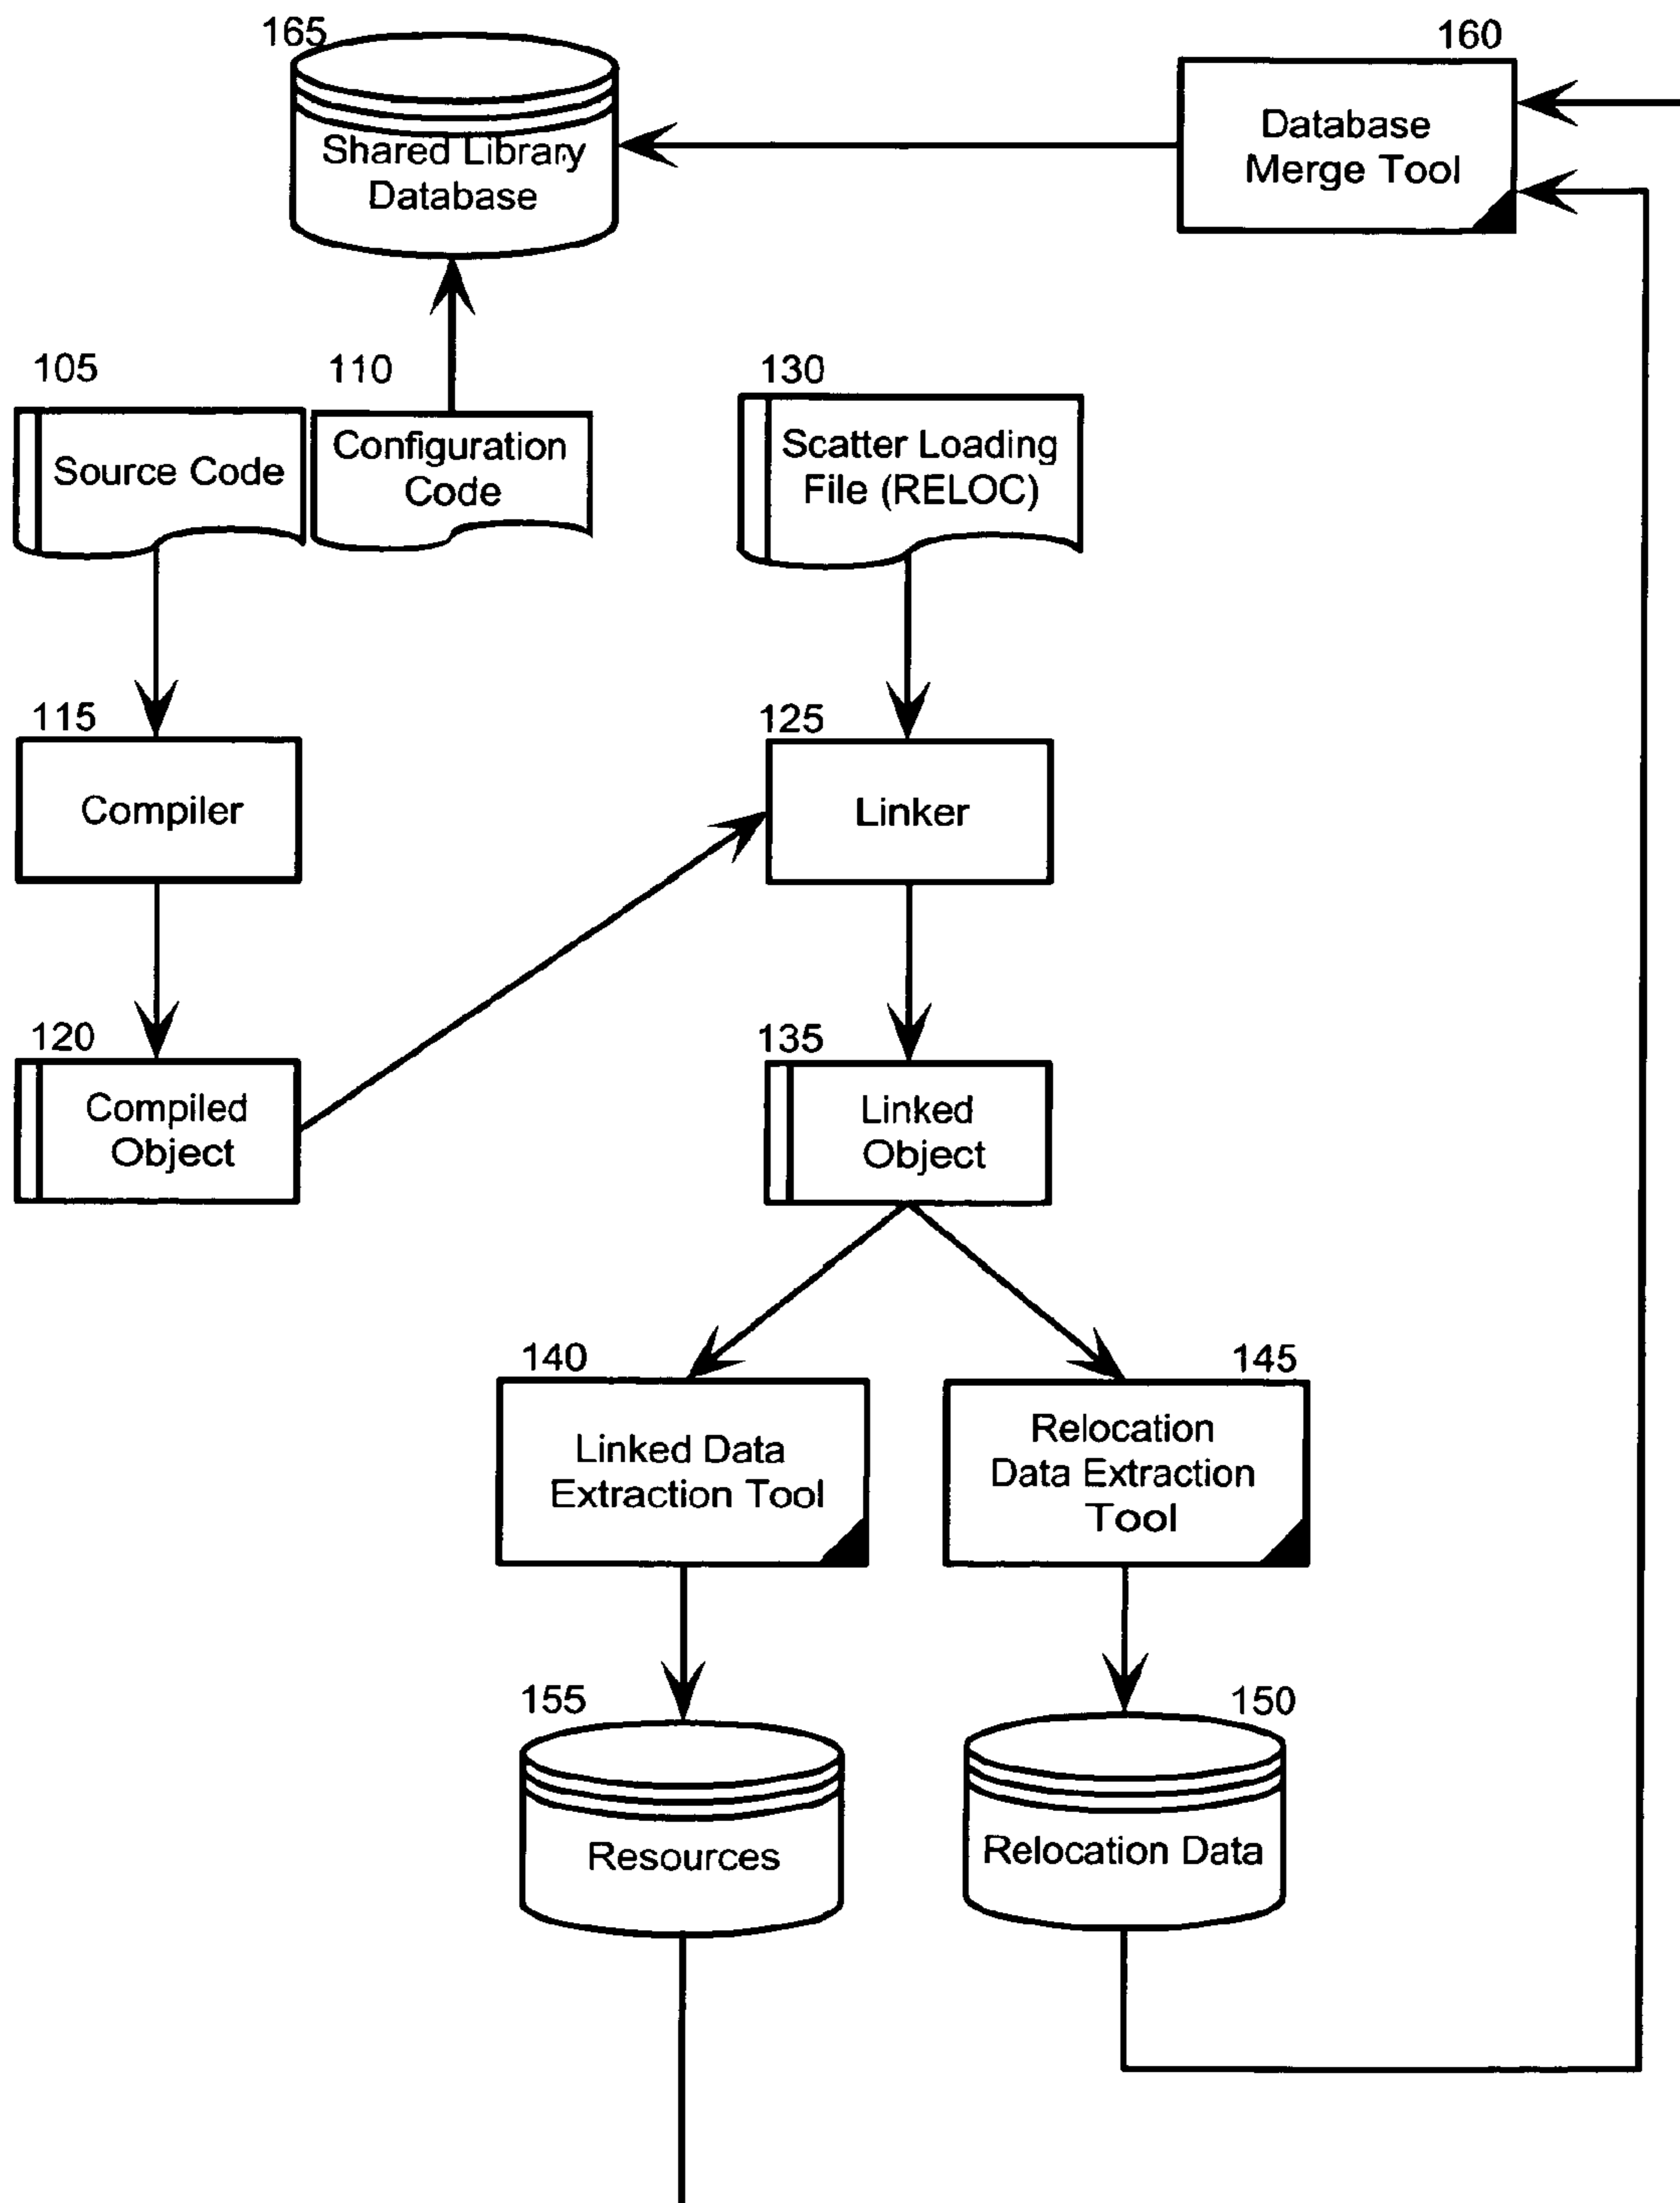 165
Shared Library
Database
160
Database
Merge Tool
105
Source Code
110
Configuration
Code
130
Scatter Loading
File (RELOC)
115
Compiler
125
Linker
120
Compiled
Object
135
Linked
Object
140
Linked Data
Extraction Tool
145
Relocation
Data Extraction
Tool
155
Resources
150
Relocation Data